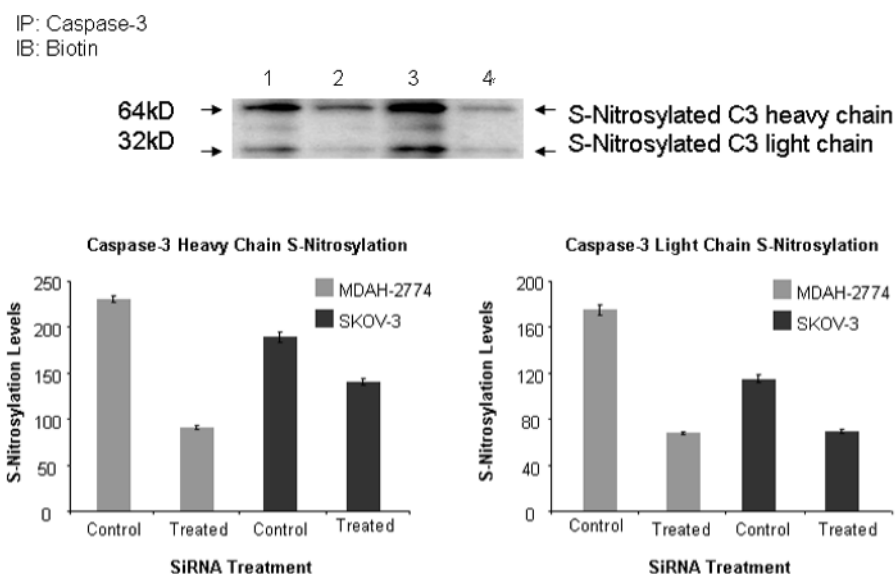 IP: Caspase-3
IB: Biotin
1 2 3 4
64kD S-Nitrosylated C3 heavy chain
32kD S-Nitrosylated C3 light chain
Caspase-3 Heavy Chain S-Nitrosylation
S-Nitrosylation Levels
250
200
150
100
50
0
MDAH-2774
SKOV-3
Control Treated Control Treated
SiRNA Treatment
Caspase-3 Light Chain S-Nitrosylation
S-Nitrosylation Levels
200
160
120
80
40
0
MDAH-2774
SKOV-3
Control Treated Control Treated
SiRNA Treatment